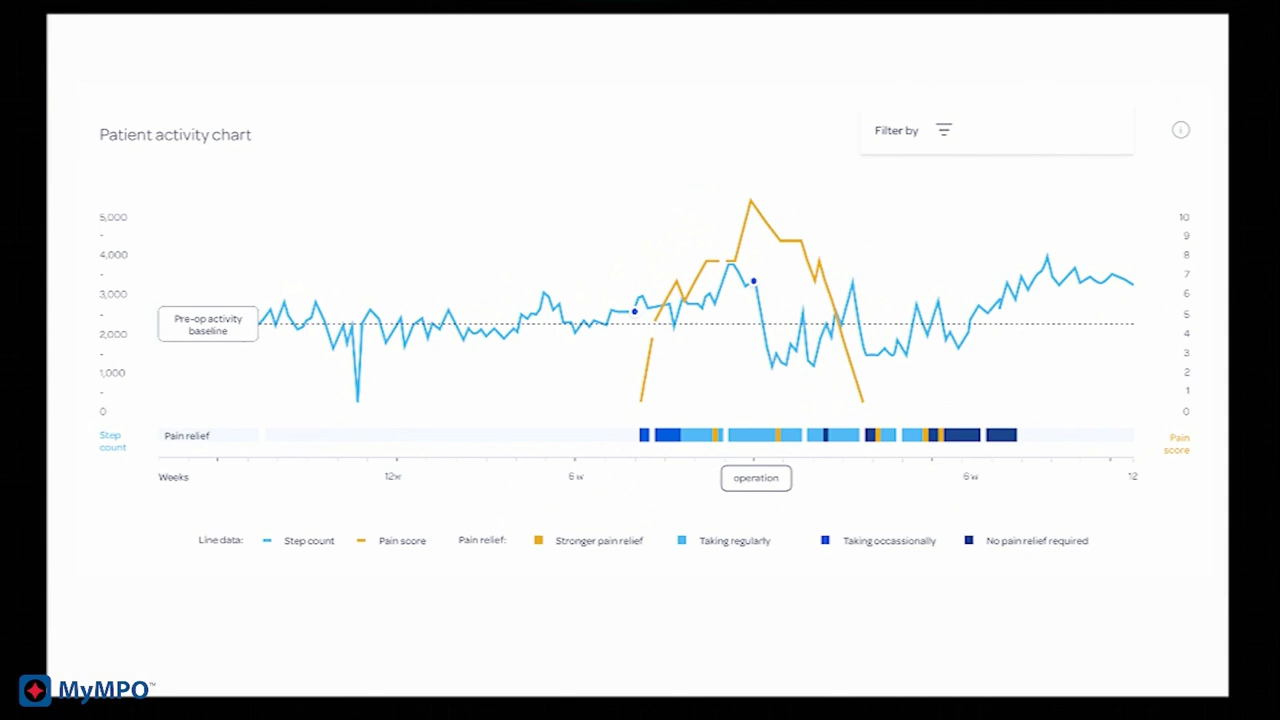 Patient activity chart
Filter by
5,000
-
4,000
-
3,000
-
2,000
-
1,000
-
0
Step
count
Pre-op activity
baseline
10
9
8
7
6
5
4
3
2
1
0
Pain
score
Pain relief
Weeks
12w
6 w
operation
6 w
12
Line data:
Step count
Pain score
Pain relief:
Stronger pain relief
Taking regularly
Taking occassionally
No pain relief required
MyMPO™